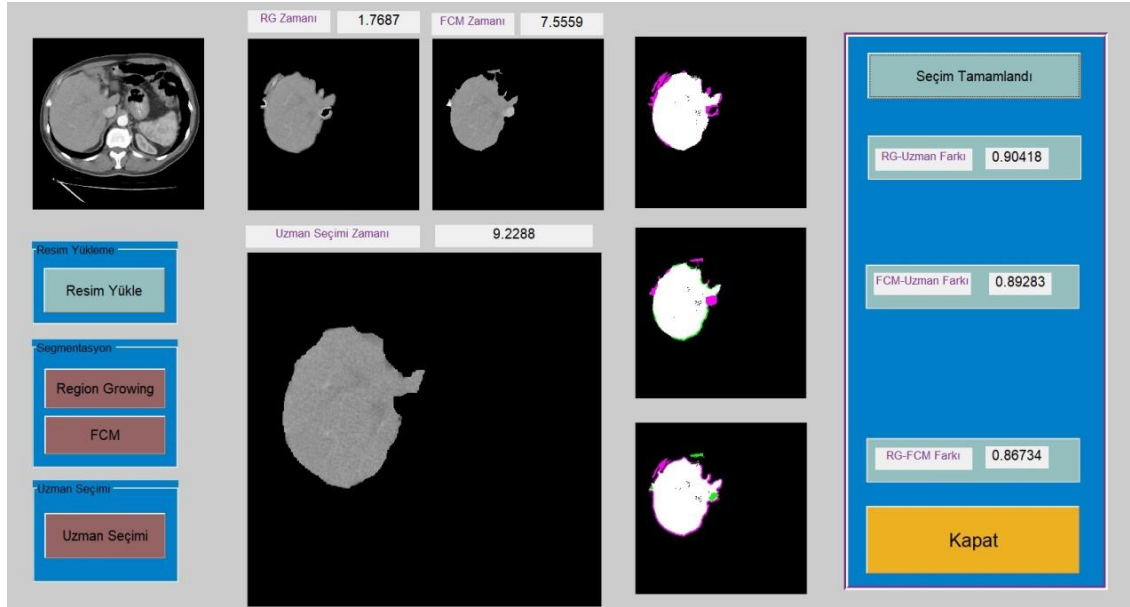 RG Zamanı 1.7687 FCM Zamanı 7.5559
Uzman Seçimi Zamanı 9.2288
Resim Yükleme
Resim Yükle
Segmentasyon
Region Growing
FCM
Uzman Seçimi
Uzman Seçimi
Seçim Tamamlandı
RG-Uzman Farkı 0.90418
FCM-Uzman Farkı 0.89283
RG-FCM Farkı 0.86734
Kapat